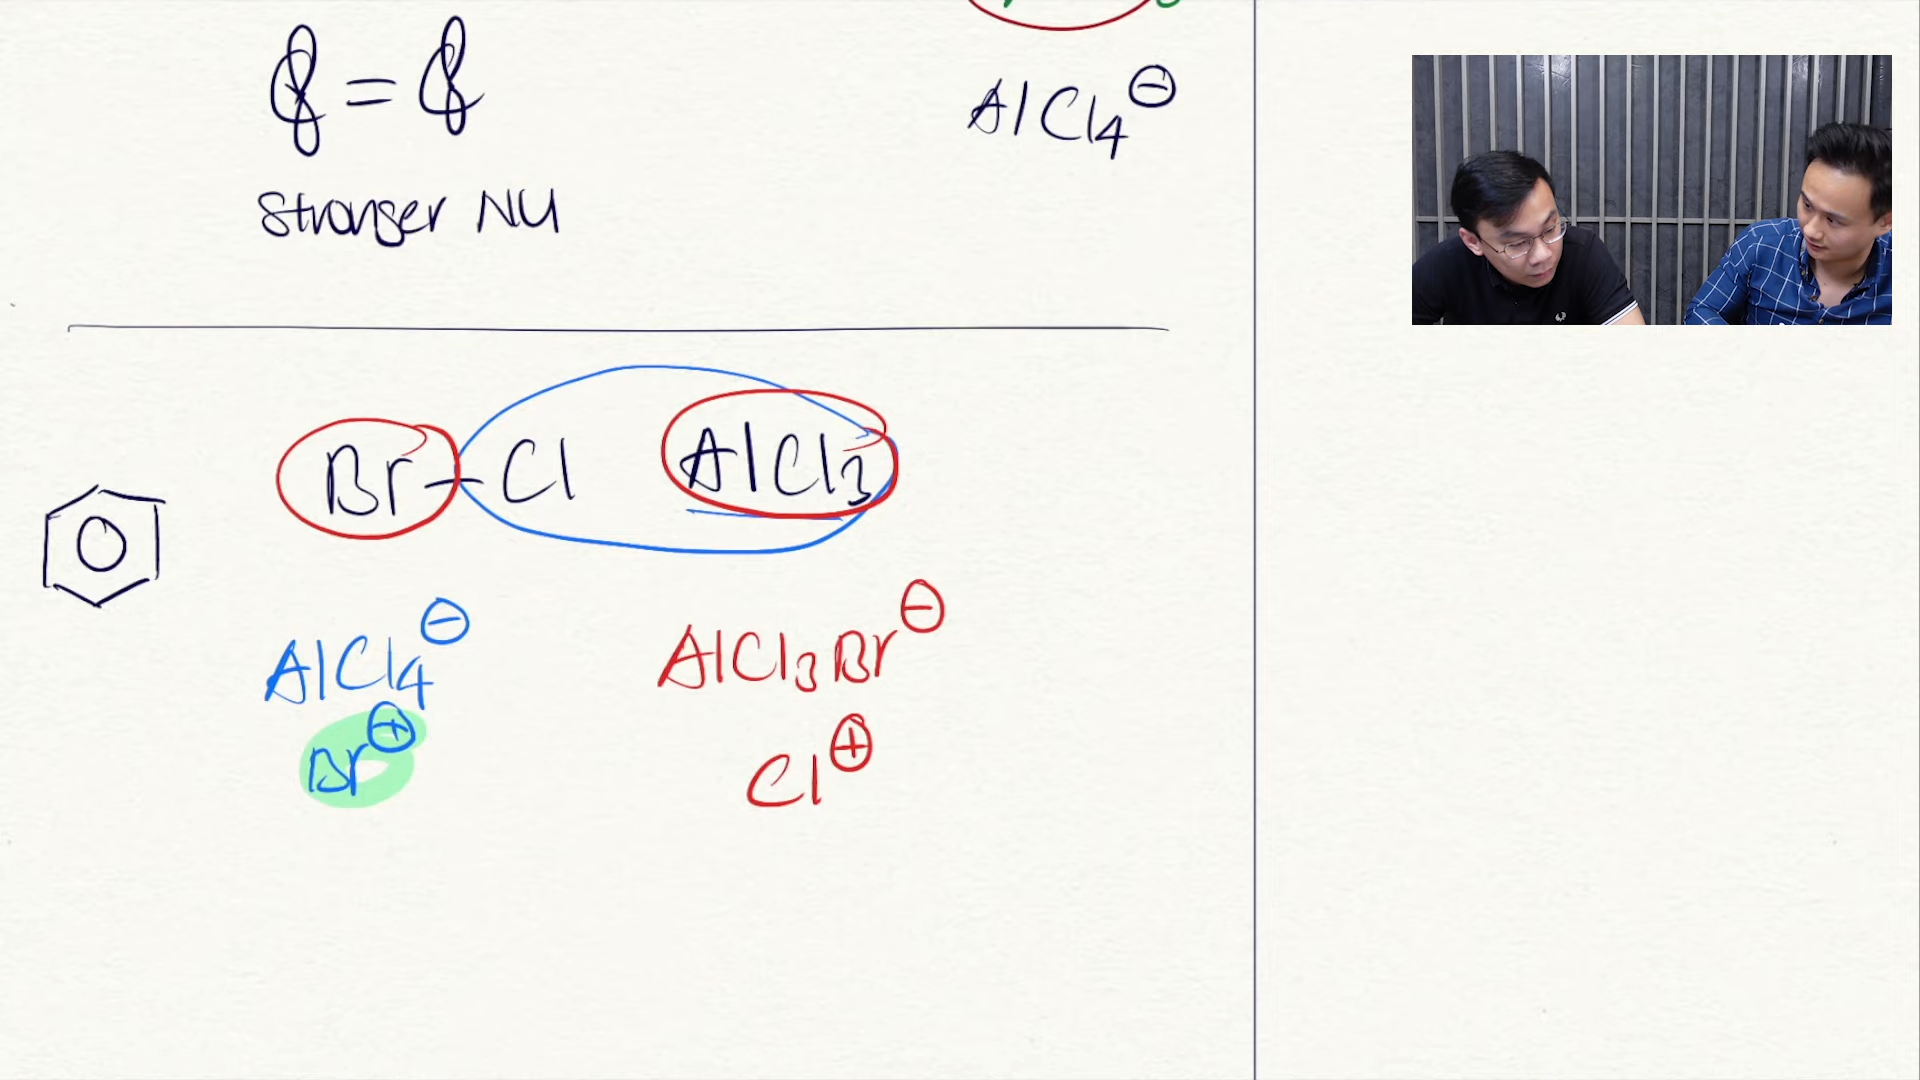 AlCl4⊖
=
Stronger NU
Br-Cl AlCl3
AlCl4⊖ AlCl3Br⊖
Br⊕ Cl⊕